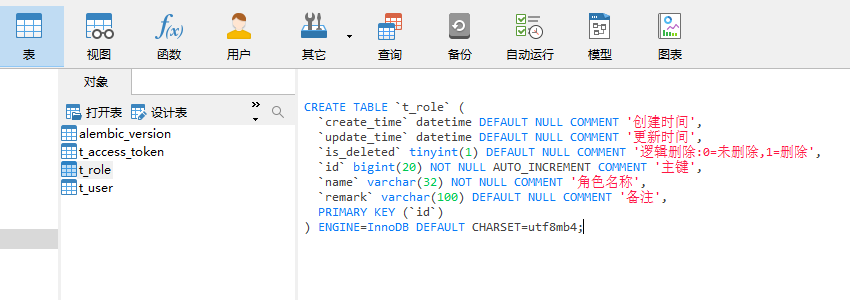 表 视图 函数 用户 其它 查询 备份 自动运行 模型 图表
f(x)
对象
打开表 设计表 »
alembic_version
t_access_token
t_role
t_user
CREATE TABLE `t_role` (
`create_time` datetime DEFAULT NULL COMMENT '创建时间',
`update_time` datetime DEFAULT NULL COMMENT '更新时间',
`is_deleted` tinyint(1) DEFAULT NULL COMMENT '逻辑删除:0=未删除,1=删除',
`id` bigint(20) NOT NULL AUTO_INCREMENT COMMENT '主键',
`name` varchar(32) NOT NULL COMMENT '角色名称',
`remark` varchar(100) DEFAULT NULL COMMENT '备注',
PRIMARY KEY (`id`)
) ENGINE=InnoDB DEFAULT CHARSET=utf8mb4;